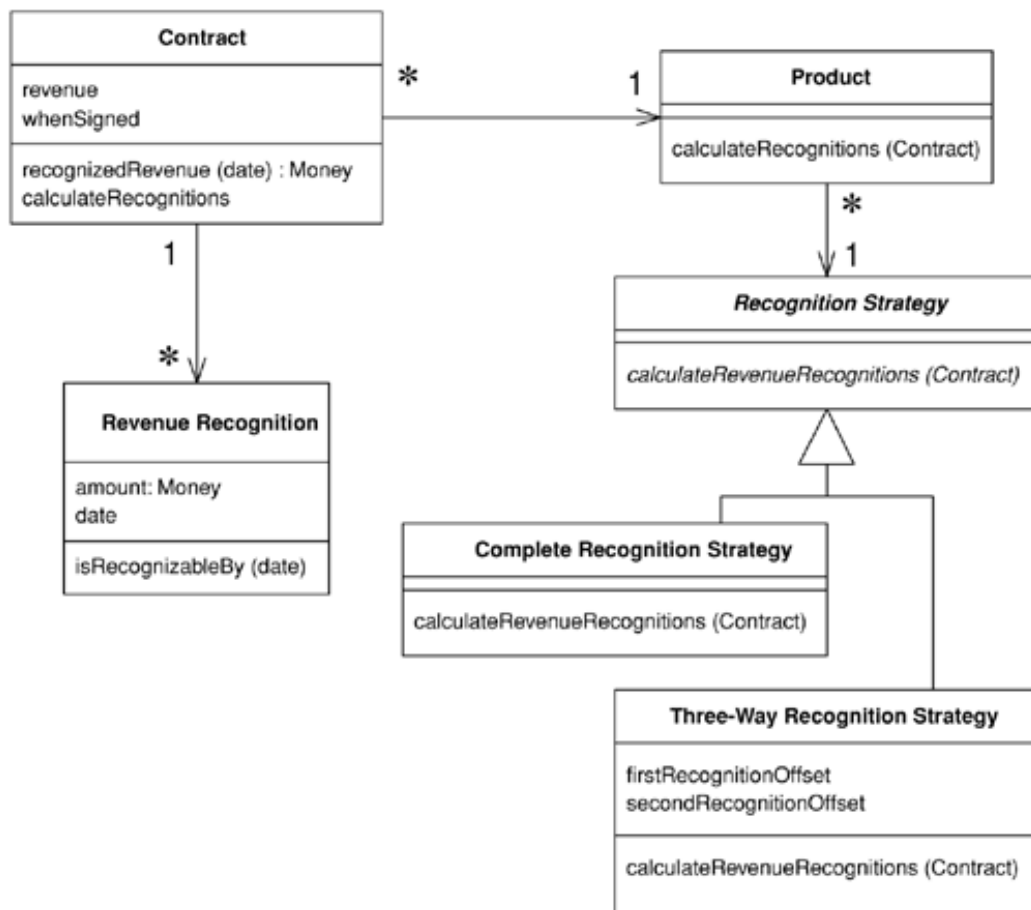 Contract
revenue
whenSigned
recognizedRevenue (date) : Money
calculateRecognitions
*
1
Product
calculateRecognitions (Contract)
*
1
1
*
Recognition Strategy
calculateRevenueRecognitions (Contract)
Revenue Recognition
amount: Money
date
isRecognizableBy (date)
Complete Recognition Strategy
calculateRevenueRecognitions (Contract)
Three-Way Recognition Strategy
firstRecognitionOffset
secondRecognitionOffset
calculateRevenueRecognitions (Contract)